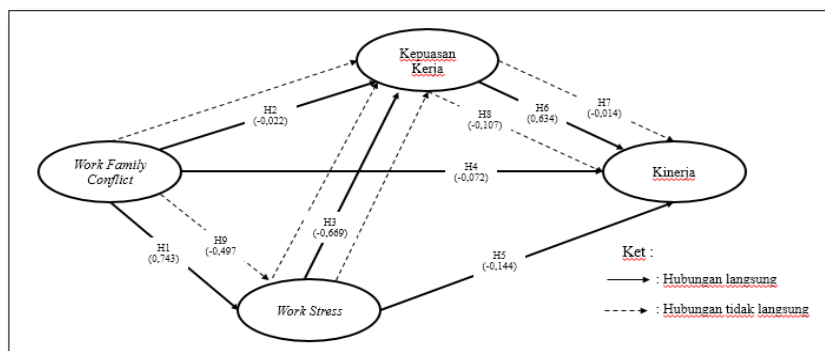 Kepuasan
Kerja
H2
(-0,022)
H8
(-0,107)
H6
(0,634)
H7
(-0,014)
Work Family
Conflict
H4
(-0,072)
Kinerja
H1
(0,743)
H9
(-0,497
H3
(-0,669)
H5
(-0,144)
Work Stress
Ket :
: Hubungan langsung
: Hubungan tidak langsung